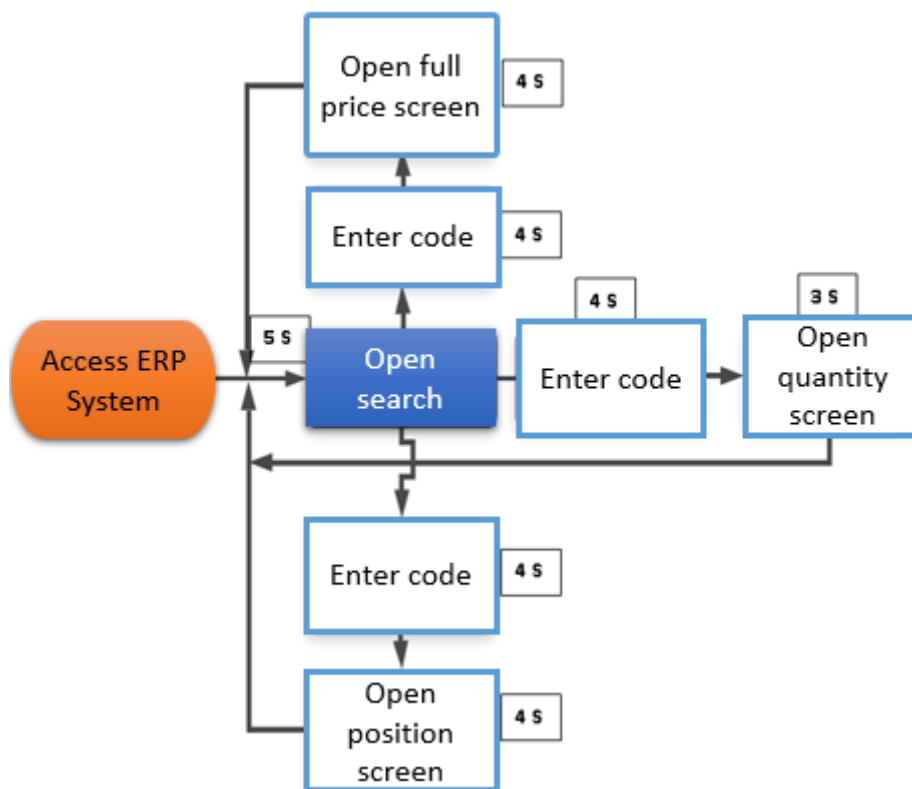 Open full
price screen
4 S
Enter code
4 S
Access ERP
System
5 S
Open
search
4 S
Enter code
3 S
Open
quantity
screen
Enter code
4 S
Open
position
screen
4 S